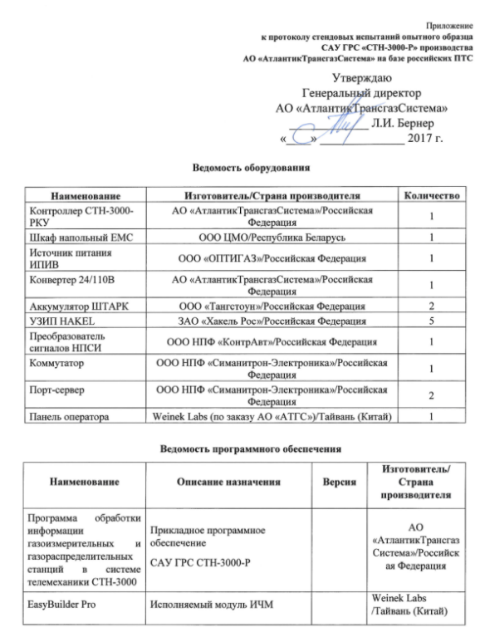 Приложение
к протоколу стендовых испытаний опытного образца
САУ ГРС «СТН-3000-Р» производства
АО «АтлантикТрансгазСистема» на базе российских ПТС
Утверждаю
Генеральный директор
АО «АтлантикТрансгазСистема»
______________ Л.И. Бернер
«____» ______________ 2017 г.
Ведомость оборудования
Наименование Изготовитель/Страна производителя Количество
Контроллер СТН-3000- АО «АтлантикТрансгазСистема»/Российская
РКУ Федерация 1
Шкаф напольный EMC ООО ЦМО/Республика Беларусь 1
Источник питания
ИПИВ ООО «ОПТИГАЗ»/Российская Федерация 1
Конвертер 24/110В АО «АтлантикТрансгазСистема»/Российская
Федерация 1
Аккумулятор ШТАРК ООО «Тангстоун»/Российская Федерация 2
УЗИП HAKEL ЗАО «Хакель Рос»/Российская Федерация 5
Преобразователь
сигналов НПСИ ООО НПФ «КонтрАвт»/Российская Федерация 1
Коммутатор ООО НПФ «Симанитрон-Электроника»/Российская
Федерация 1
Порт-сервер ООО НПФ «Симанитрон-Электроника»/Российская
Федерация 2
Панель оператора Weinek Labs (по заказу АО «АТГС»)/Тайвань (Китай) 1
Ведомость программного обеспечения
Наименование Описание назначения Версия Изготовитель/
Страна
производителя
Программа обработки
информации
газоизмерительных и
газораспределительных
станций в системе
телемеханики СТН-3000
Прикладное программное
обеспечение
САУ ГРС СТН-3000-Р
АО
«АтлантикТрансгаз
Система»/Российск
ая Федерация
EasyBuilder Pro Исполняемый модуль ИЧМ Weinek Labs
/Тайвань (Китай)